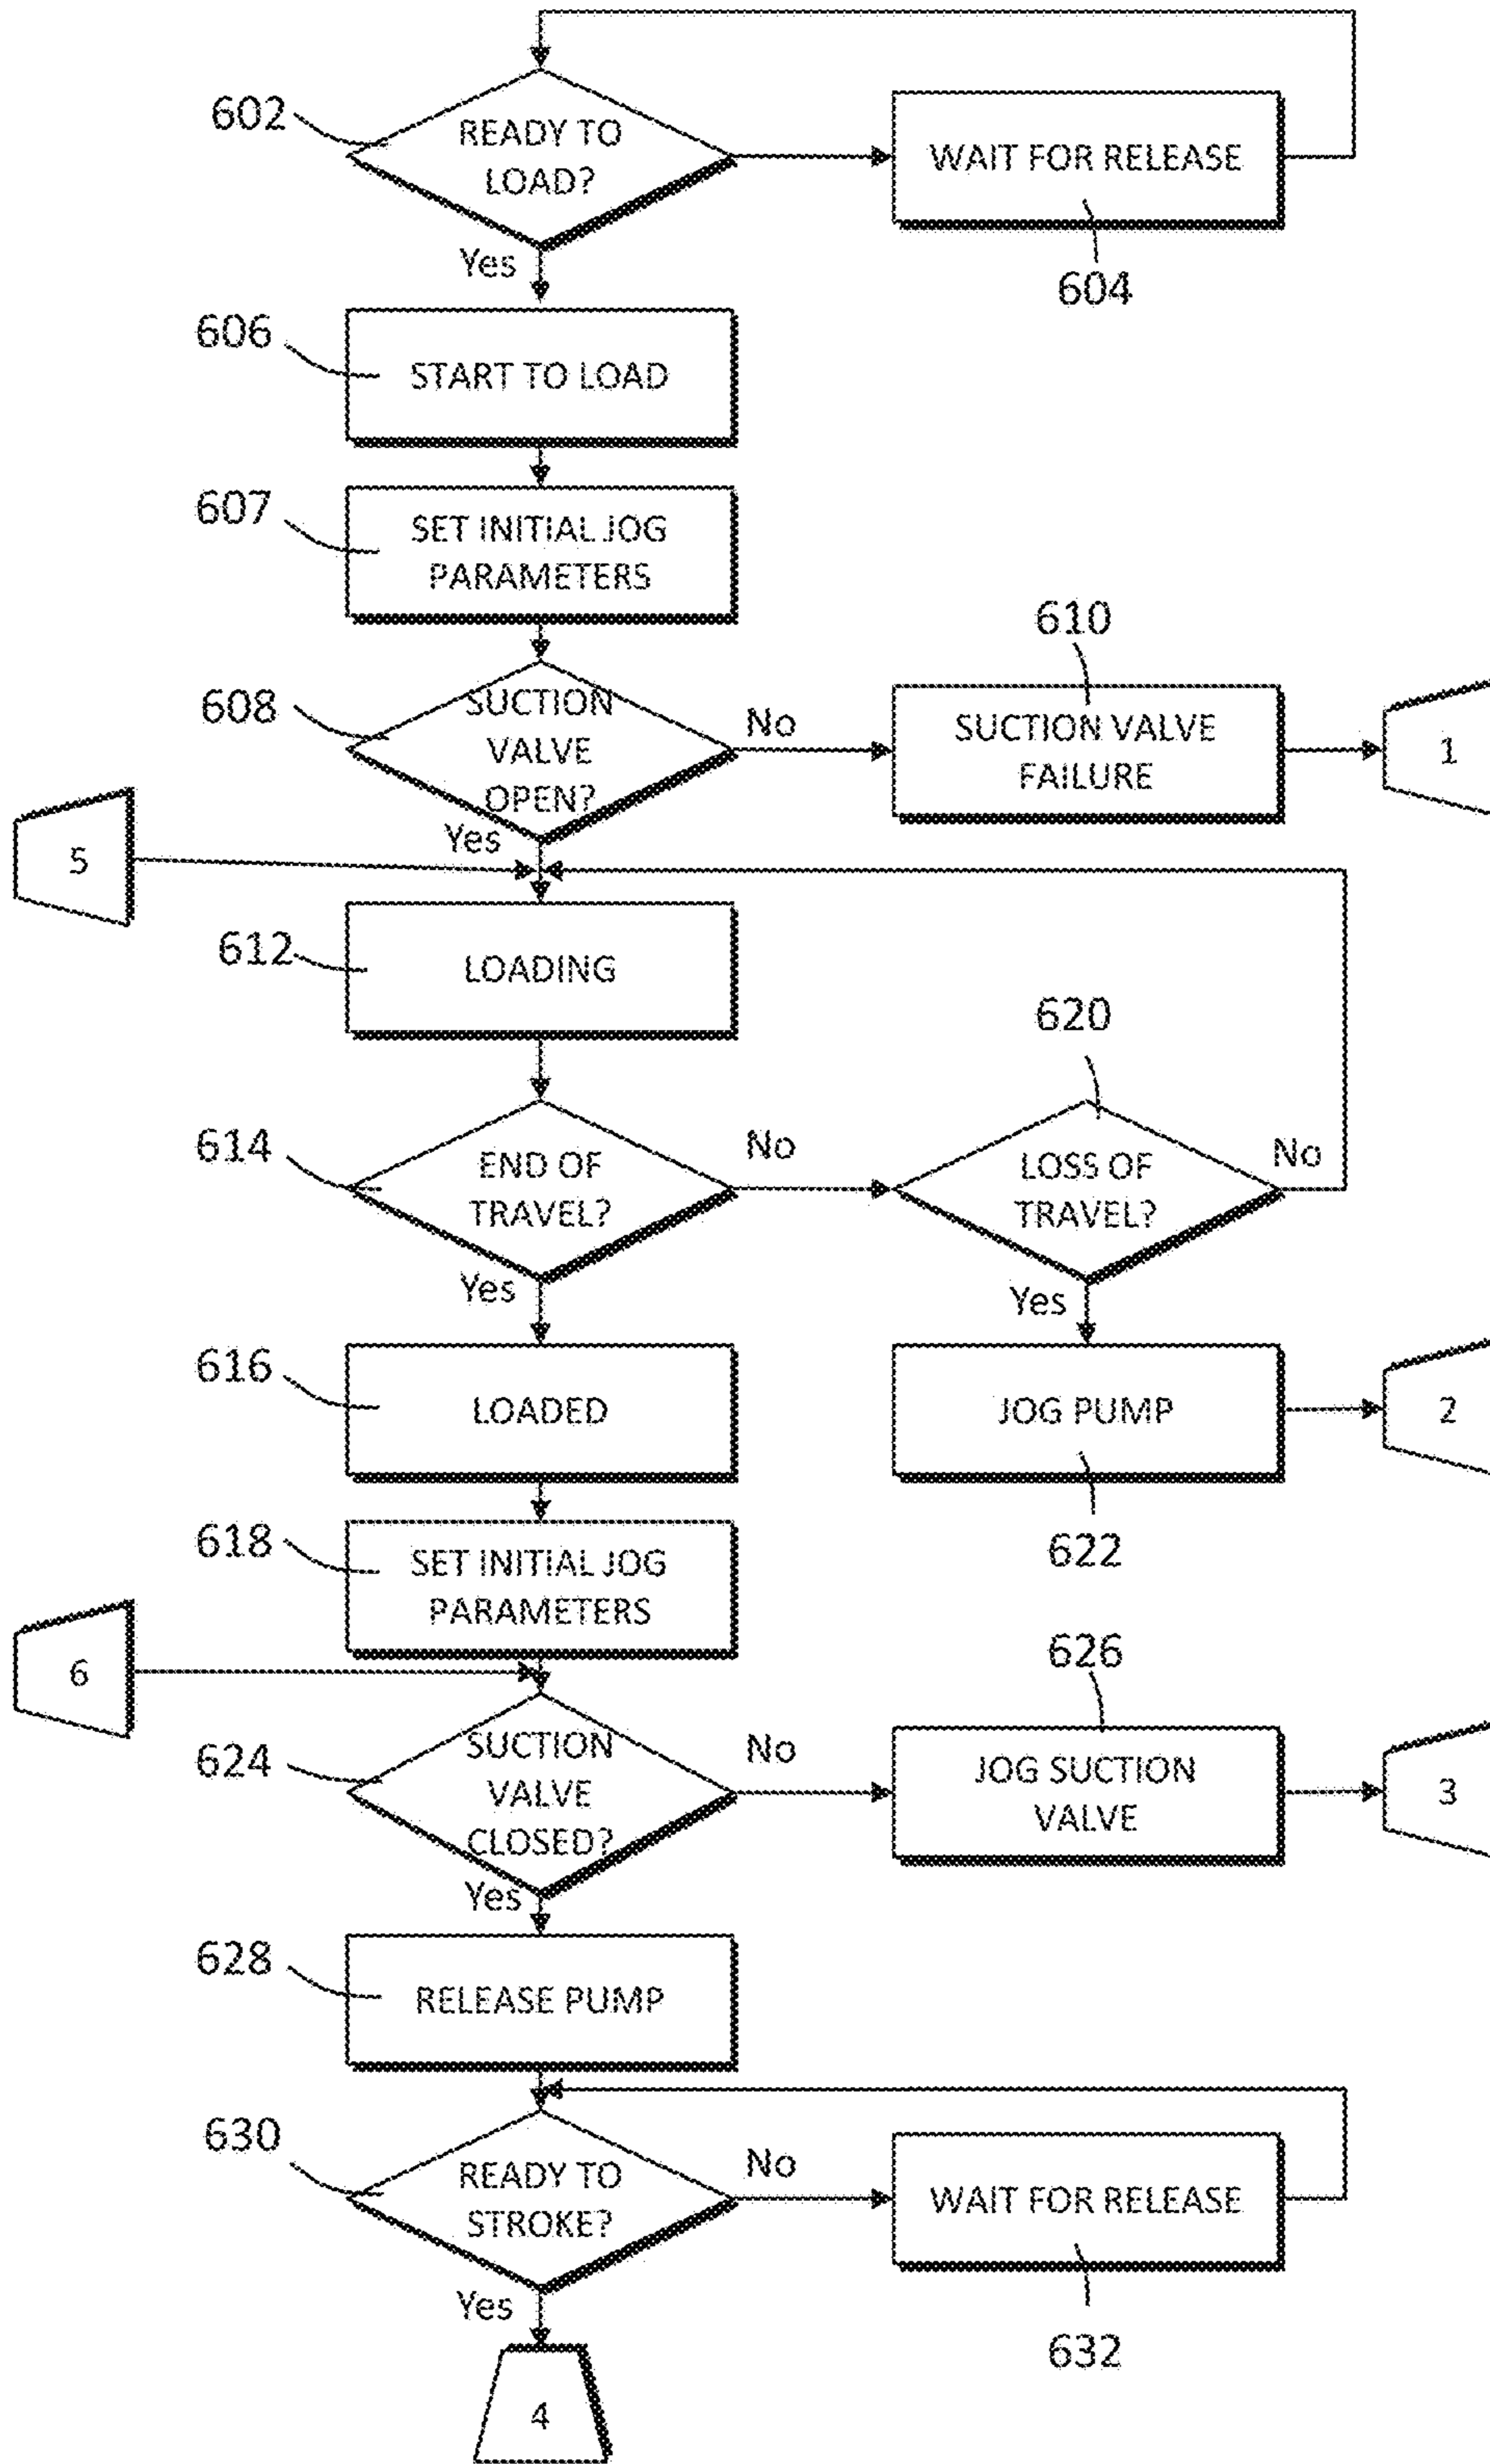 602
READY TO
LOAD?
WAIT FOR RELEASE
604
Yes
606
START TO LOAD
607
SET INITIAL JOG
PARAMETERS
608
SUCTION
VALVE
OPEN?
No
610
SUCTION VALVE
FAILURE
1
Yes
5
612
LOADING
614
END OF
TRAVEL?
No
620
LOSS OF
TRAVEL?
No
Yes
Yes
616
LOADED
JOG PUMP
2
622
618
SET INITIAL JOG
PARAMETERS
6
624
SUCTION
VALVE
CLOSED?
No
626
JOG SUCTION
VALVE
3
Yes
628
RELEASE PUMP
630
READY TO
STROKE?
No
WAIT FOR RELEASE
632
Yes
4